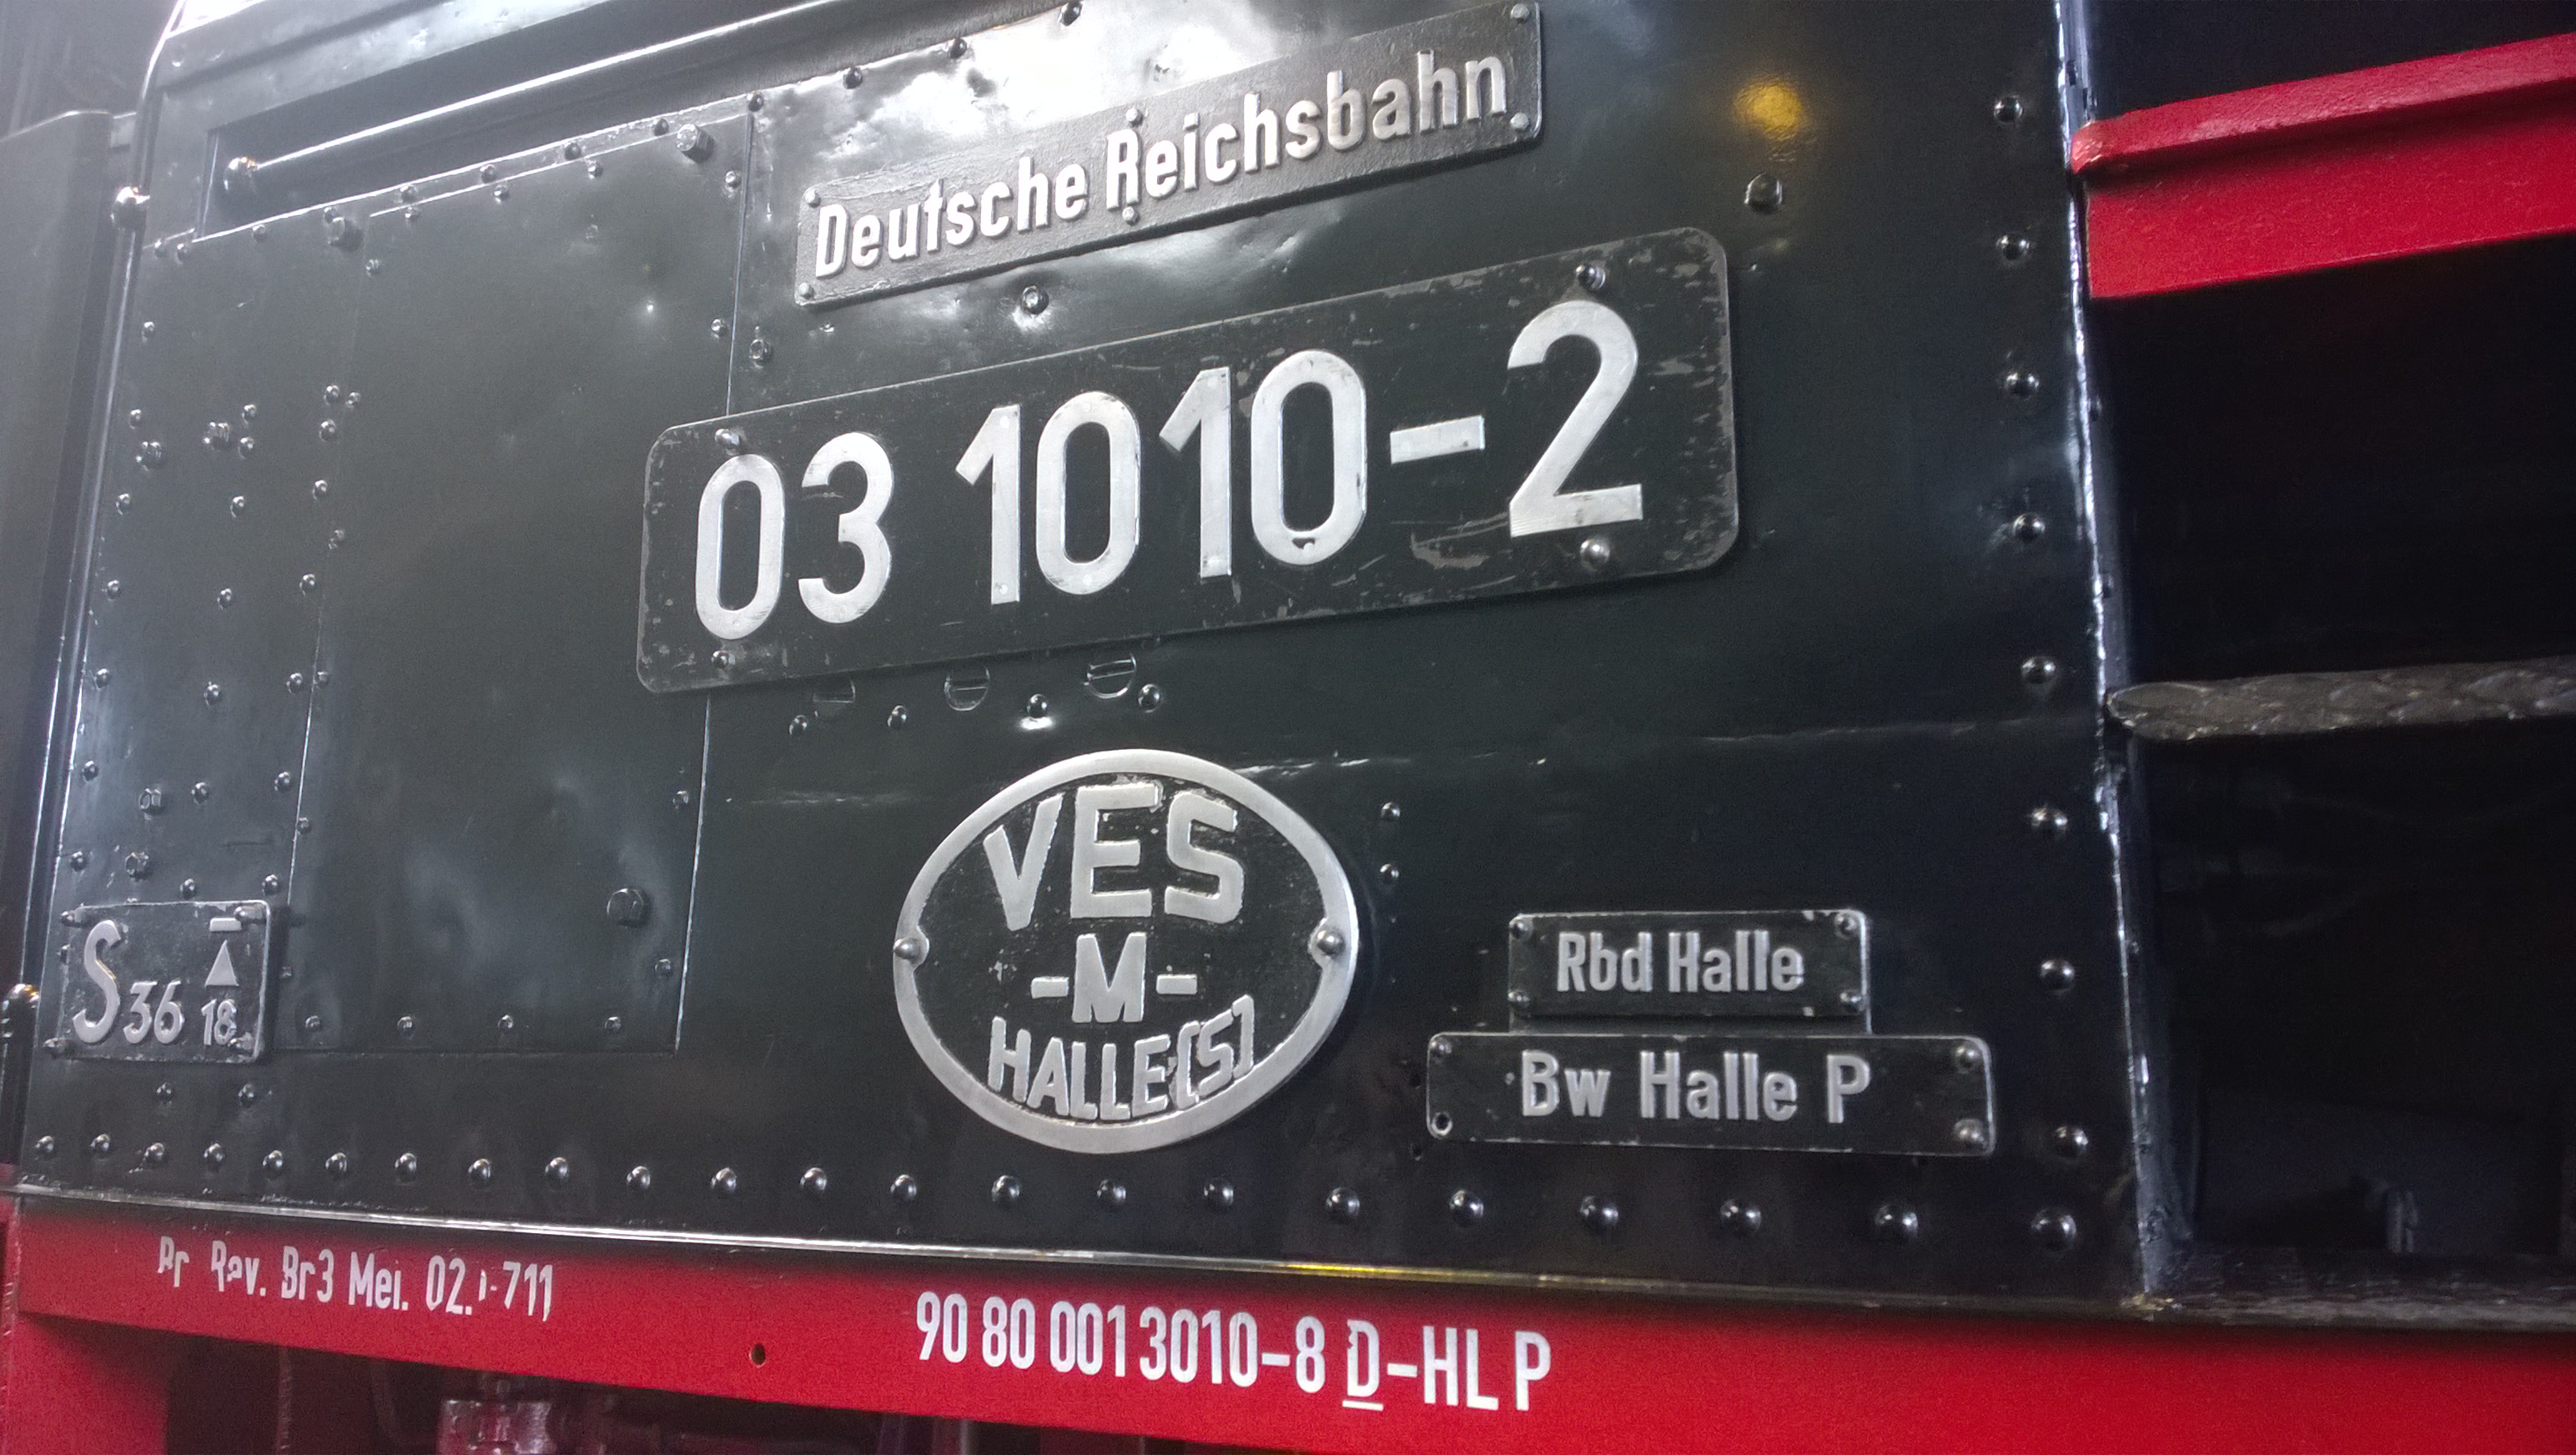 Deutsche Reichsbahn
03 1010-2
VES
-M-
HALLE(S)
S 36 18
Rbd Halle
Bw Halle P
Br3 Mei.
90 80 001 3010-8 D-HL P